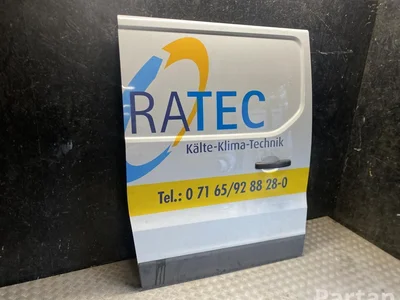 RATEC
Kälte-Klima-Technik
Tel.: 0 71 65/92 88 28-0